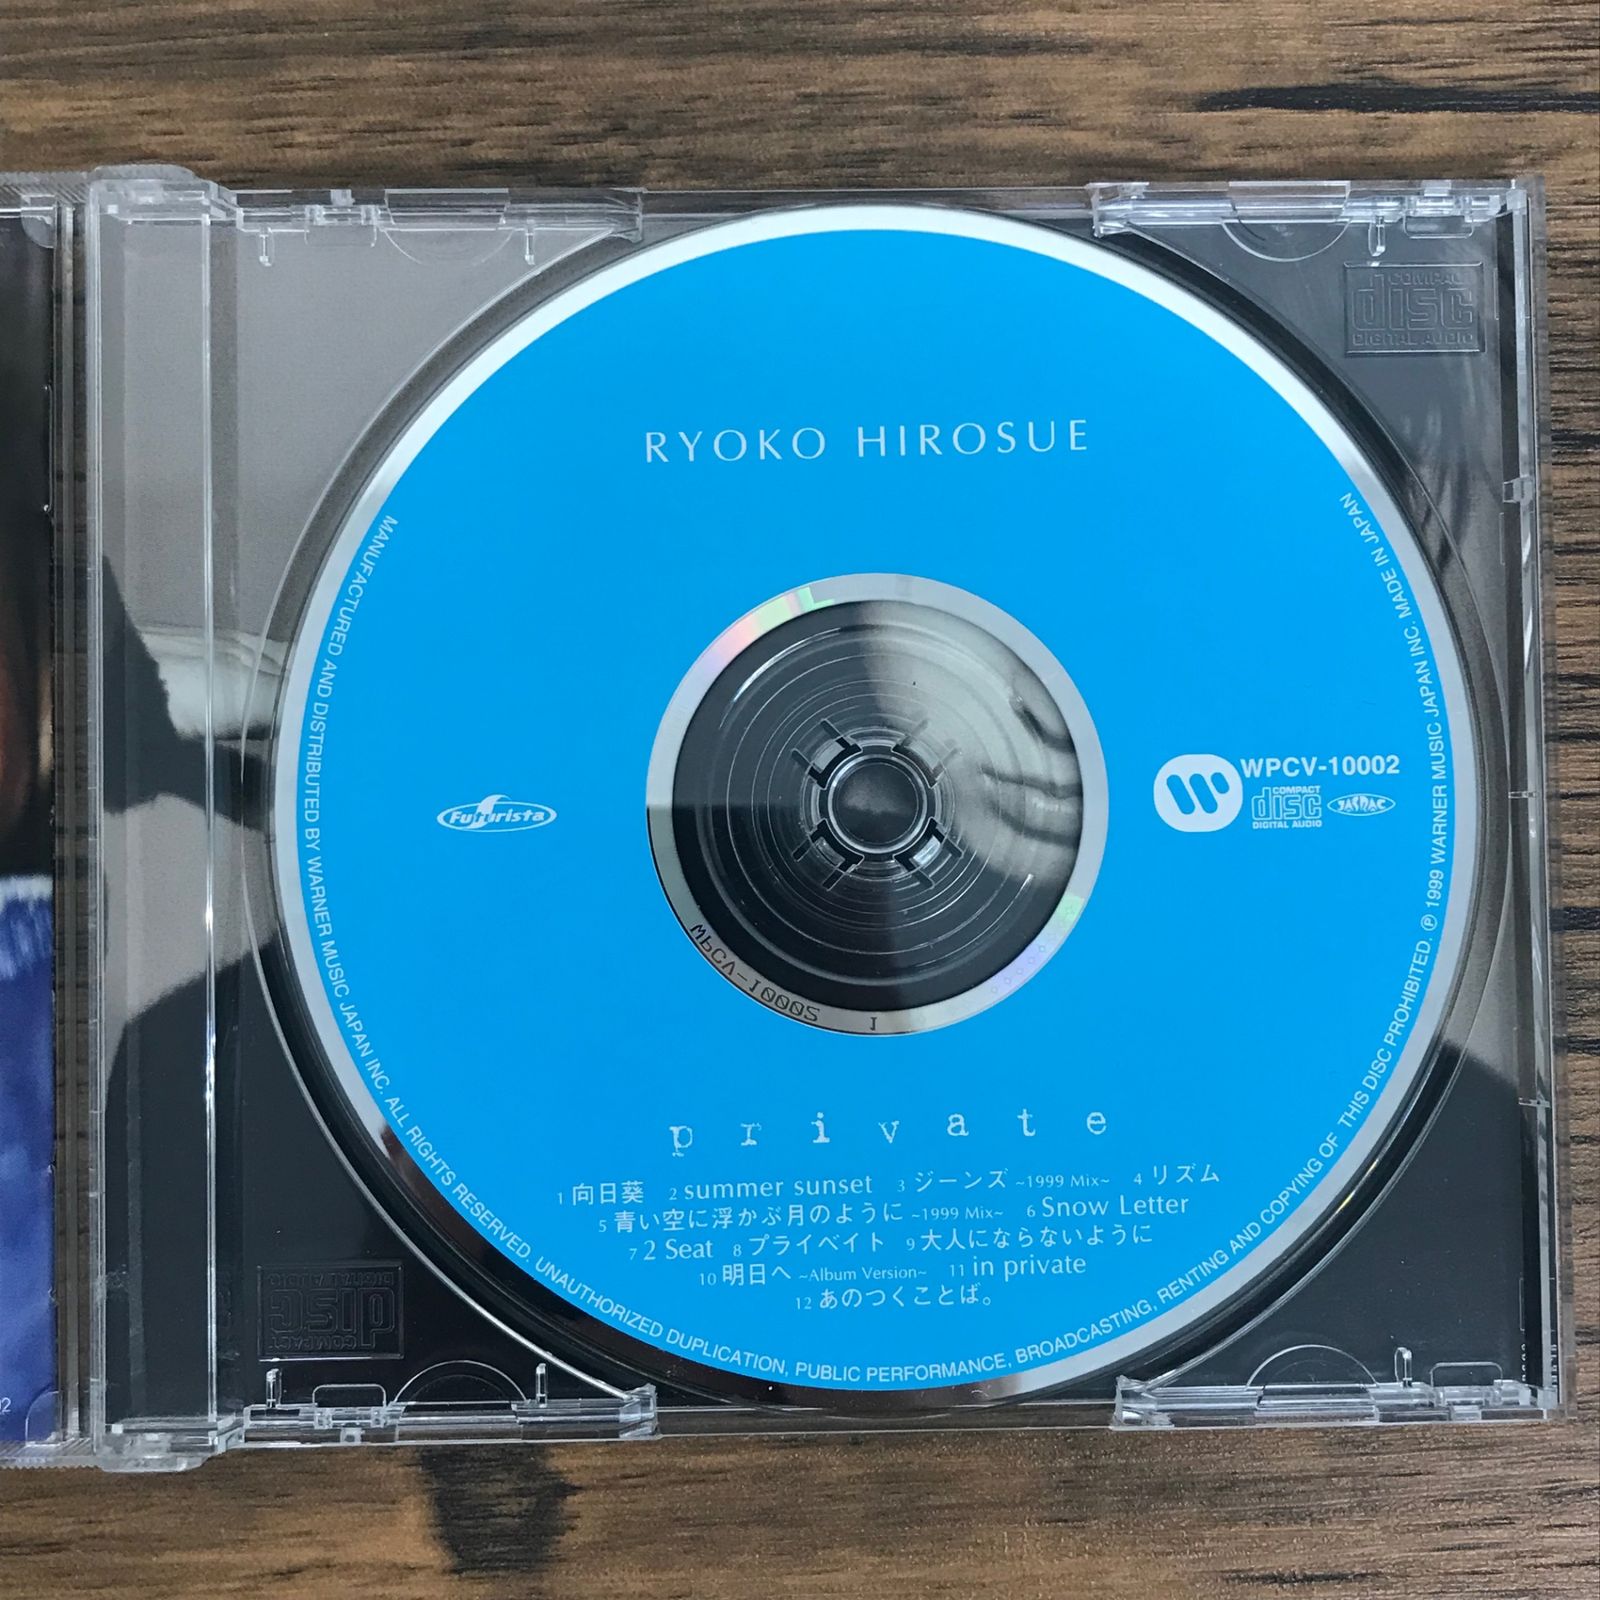 COMPACT
disc
DIGITAL AUDIO
RYOKO HIROSUE
Futurista
WPCV-10002
COMPACT
disc
DIGITAL AUDIO
JASRAC
WPCV-10002 1
private
1 向日葵 2 summer sunset 3 ジーンズ ~1999 Mix~ 4 リズム
5 青い空に浮かぶ月のように ~1999 Mix~ 6 Snow Letter
7 2 Seat 8 プライベイト 9 大人にならないように
10 明日へ ~Album Version~ 11 in private
12 あのつくことば。
MANUFACTURED AND DISTRIBUTED BY WARNER MUSIC JAPAN INC. ALL RIGHTS RESERVED. UNAUTHORIZED DUPLICATION, PUBLIC PERFORMANCE, BROADCASTING, RENTING AND COPYING OF THIS DISC PROHIBITED. ℗ 1999 WARNER MUSIC JAPAN INC. MADE IN JAPAN
COMPACT
disc
DIGITAL AUDIO